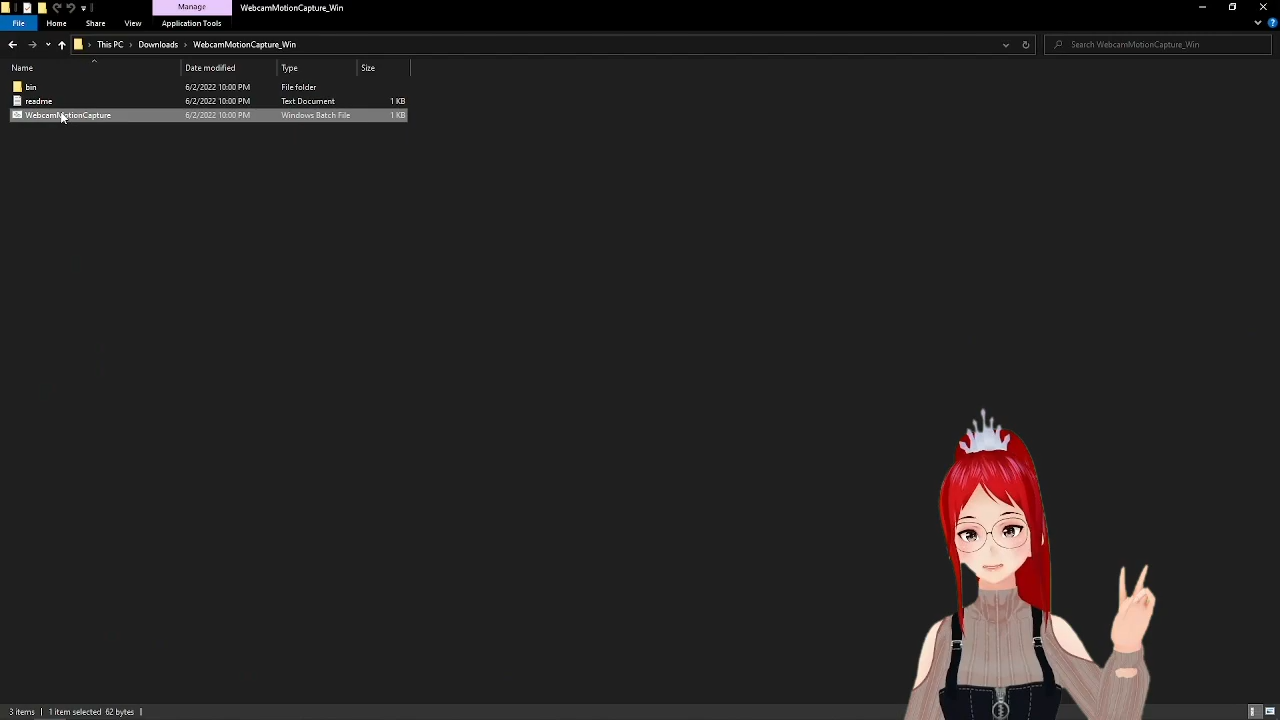 Manage
WebcamMotionCapture_Win
File
Home
Share
View
Application Tools
This PC
Downloads
WebcamMotionCapture_Win
Search WebcamMotionCapture_Win
Name
Date modified
Type
Size
bin
6/2/2022 10:00 PM
File folder
readme
6/2/2022 10:00 PM
Text Document
1 KB
WebcamMotionCapture
6/2/2022 10:00 PM
Windows Batch File
1 KB
3 items
1 item selected 62 bytes